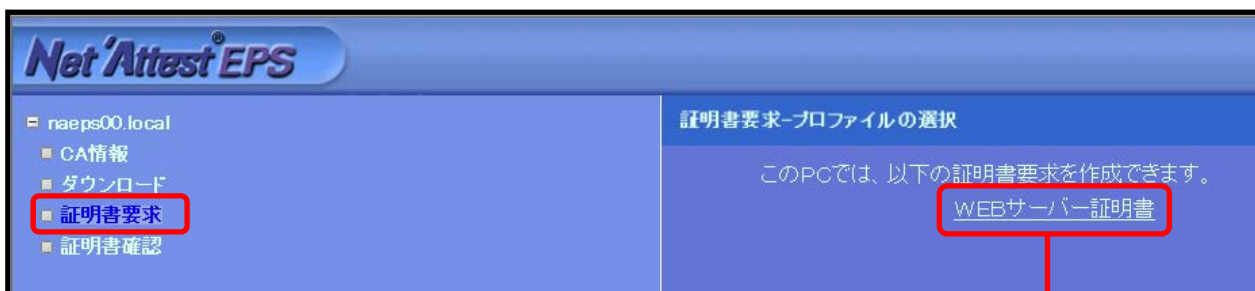 Net'Attest® EPS
naeps00.local
CA情報
ダウンロード
証明書要求
証明書確認
証明書要求-プロファイルの選択
このPCでは、以下の証明書要求を作成できます。
WEBサーバー証明書